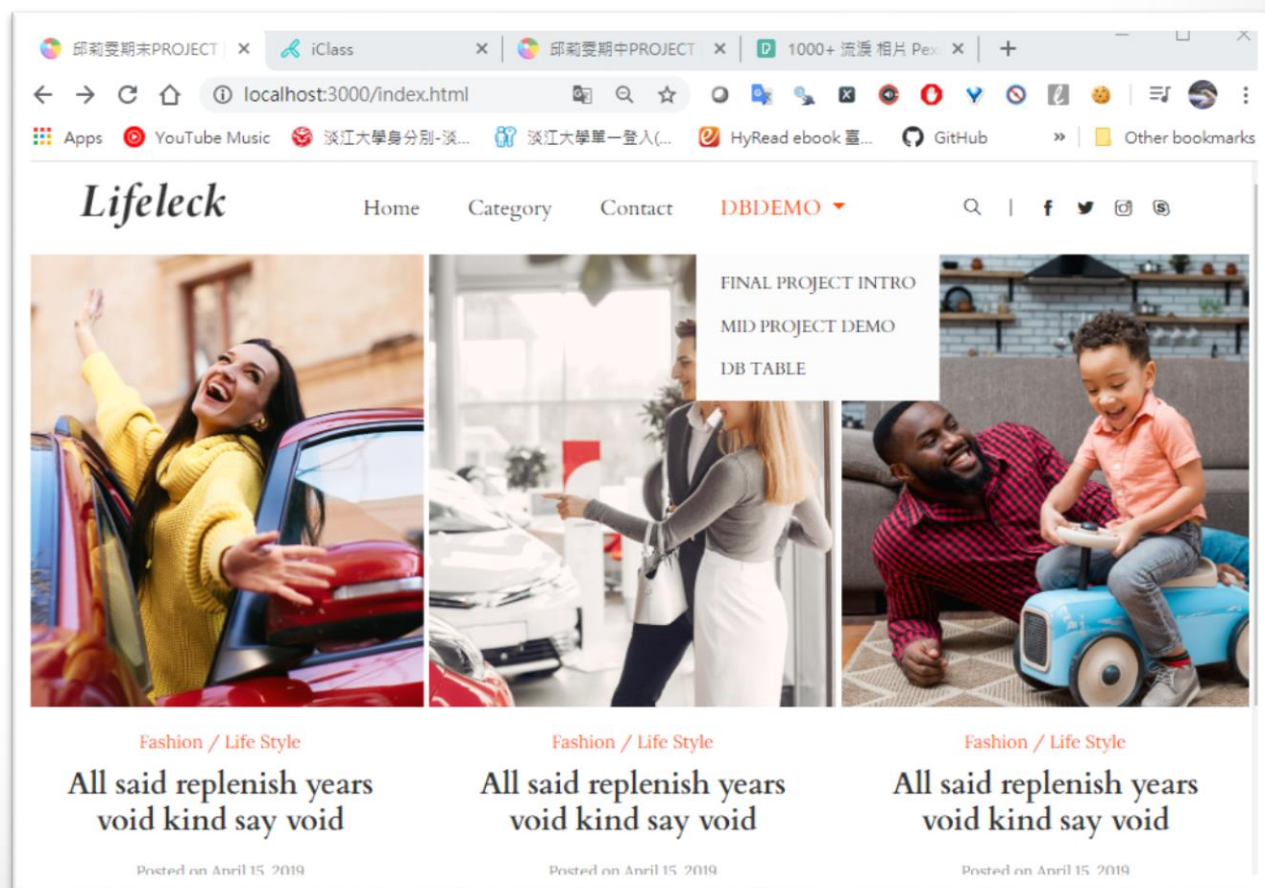 邱莉雯期末PROJECT
iClass
邱莉雯期中PROJECT
1000+ 流淚 相片 Pex
localhost:3000/index.html
Apps YouTube Music 淡江大學身分別-淡... 淡江大學單一登入(... HyRead ebook 臺... GitHub » Other bookmarks
Lifeleck Home Category Contact DBDEMO
FINAL PROJECT INTRO
MID PROJECT DEMO
DB TABLE
Fashion / Life Style
All said replenish years
void kind say void
Posted on April 15, 2019
Fashion / Life Style
All said replenish years
void kind say void
Posted on April 15, 2019
Fashion / Life Style
All said replenish years
void kind say void
Posted on April 15, 2019